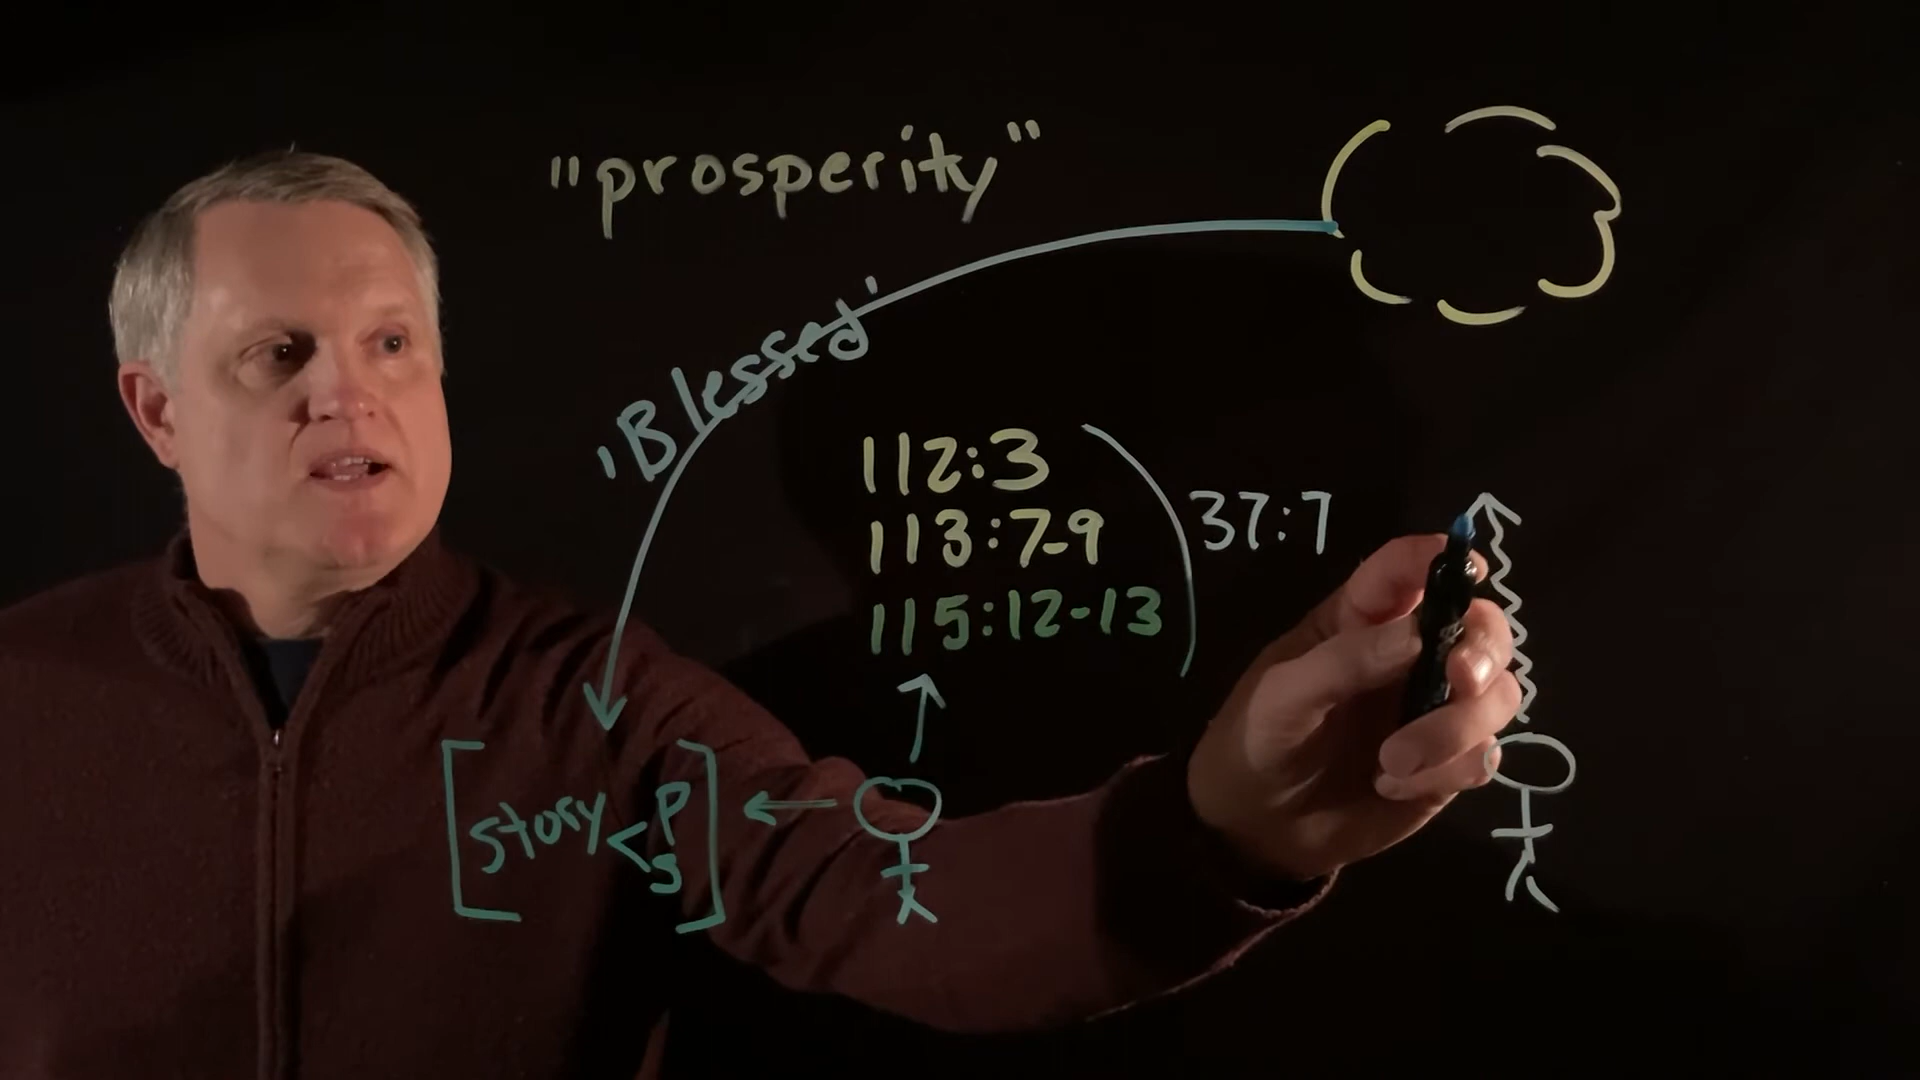 "prosperity"
"Blessed"
112:3
113:7-9
115:12-13
37:7
[story < p
s]